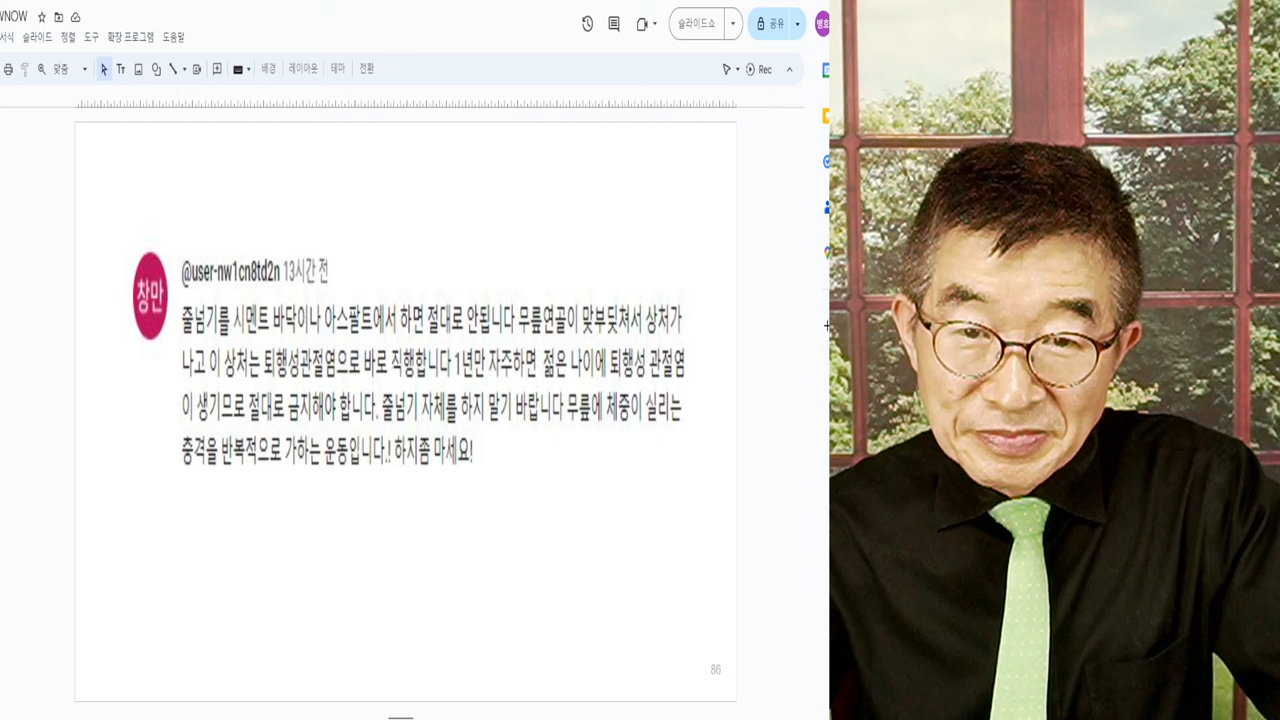 WNOW
서식 슬라이드 정렬 도구 확장 프로그램 도움말
슬라이드쇼
공유
병호
맞춤
Tт
배경 레이아웃 테마 전환
Rec
창만
@user-nw1cn8td2n 13시간 전
줄넘기를 시멘트 바닥이나 아스팔트에서 하면 절대로 안됩니다 무릎연골이 맞부딪쳐서 상처가
나고 이 상처는 퇴행성관절염으로 바로 직행합니다 1년만 자주하면 젊은 나이에 퇴행성 관절염
이 생기므로 절대로 금지해야 합니다. 줄넘기 자체를 하지 말기 바랍니다 무릎에 체중이 실리는
충격을 반복적으로 가하는 운동입니다.! 하지좀 마세요!
86